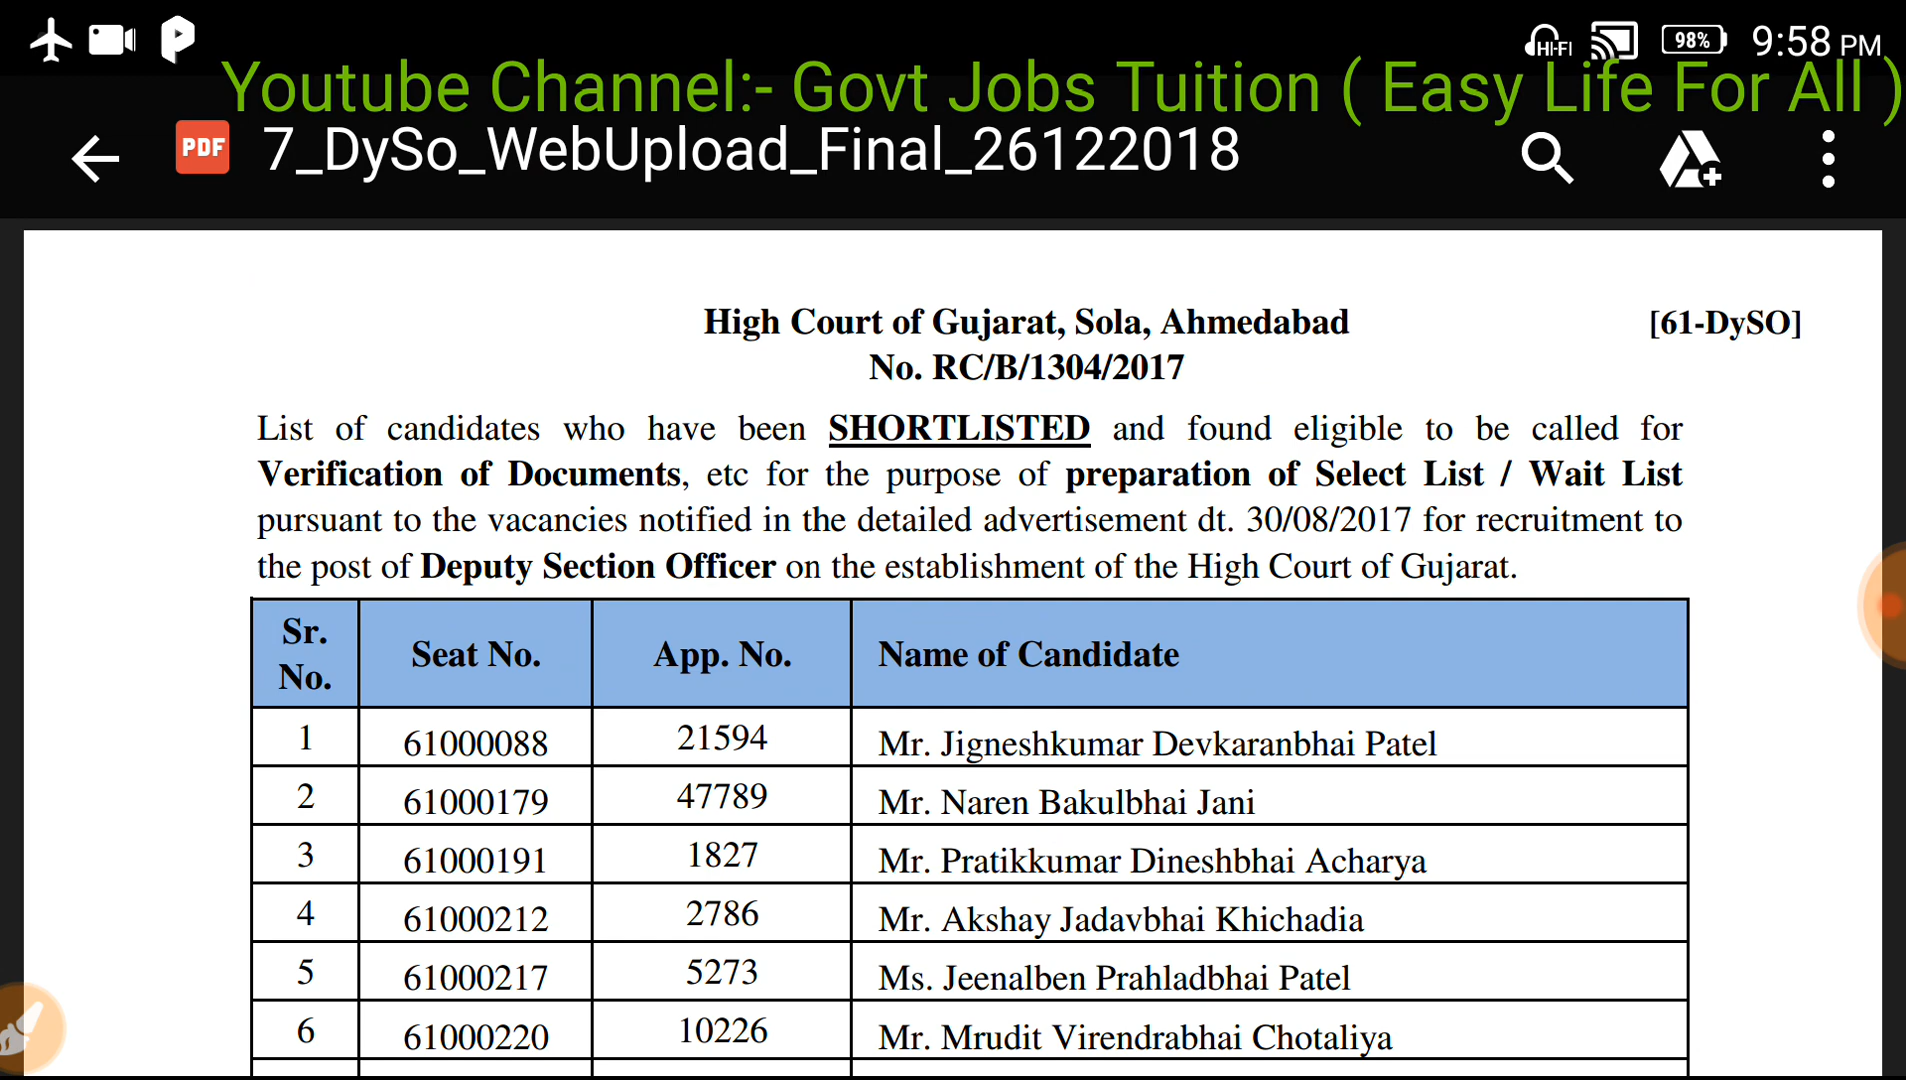 HI-FI 98% 9:58 PM
Youtube Channel:- Govt Jobs Tuition ( Easy Life For All )
PDF 7_DySo_WebUpload_Final_26122018
High Court of Gujarat, Sola, Ahmedabad [61-DySO]
No. RC/B/1304/2017
List of candidates who have been SHORTLISTED and found eligible to be called for
Verification of Documents, etc for the purpose of preparation of Select List / Wait List
pursuant to the vacancies notified in the detailed advertisement dt. 30/08/2017 for recruitment to
the post of Deputy Section Officer on the establishment of the High Court of Gujarat.
Sr. No. Seat No. App. No. Name of Candidate
1 61000088 21594 Mr. Jigneshkumar Devkaranbhai Patel
2 61000179 47789 Mr. Naren Bakulbhai Jani
3 61000191 1827 Mr. Pratikkumar Dineshbhai Acharya
4 61000212 2786 Mr. Akshay Jadavbhai Khichadia
5 61000217 5273 Ms. Jeenalben Prahladbhai Patel
6 61000220 10226 Mr. Mrudit Virendrabhai Chotaliya